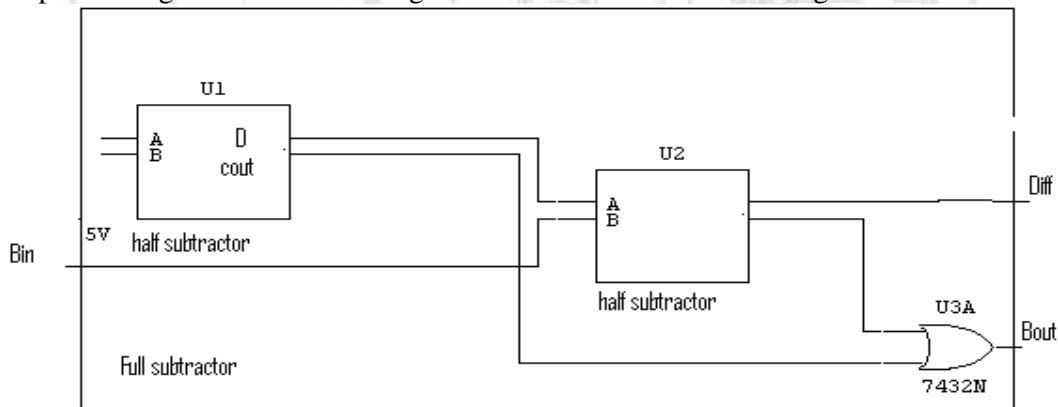 U1
A D
B cout
U2
A
B
Diff
5V half subtractor
Bin
half subtractor
U3A
Bout
Full subtractor
7432N